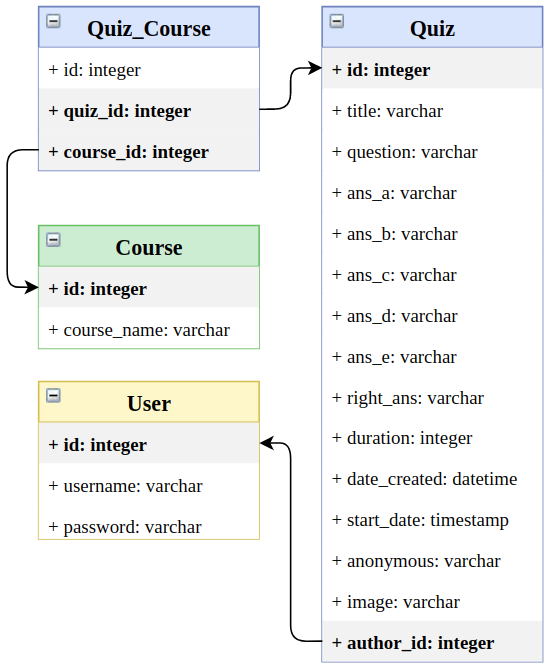 Quiz_Course
+ id: integer
+ quiz_id: integer
+ course_id: integer
Course
+ id: integer
+ course_name: varchar
User
+ id: integer
+ username: varchar
+ password: varchar
Quiz
+ id: integer
+ title: varchar
+ question: varchar
+ ans_a: varchar
+ ans_b: varchar
+ ans_c: varchar
+ ans_d: varchar
+ ans_e: varchar
+ right_ans: varchar
+ duration: integer
+ date_created: datetime
+ start_date: timestamp
+ anonymous: varchar
+ image: varchar
+ author_id: integer